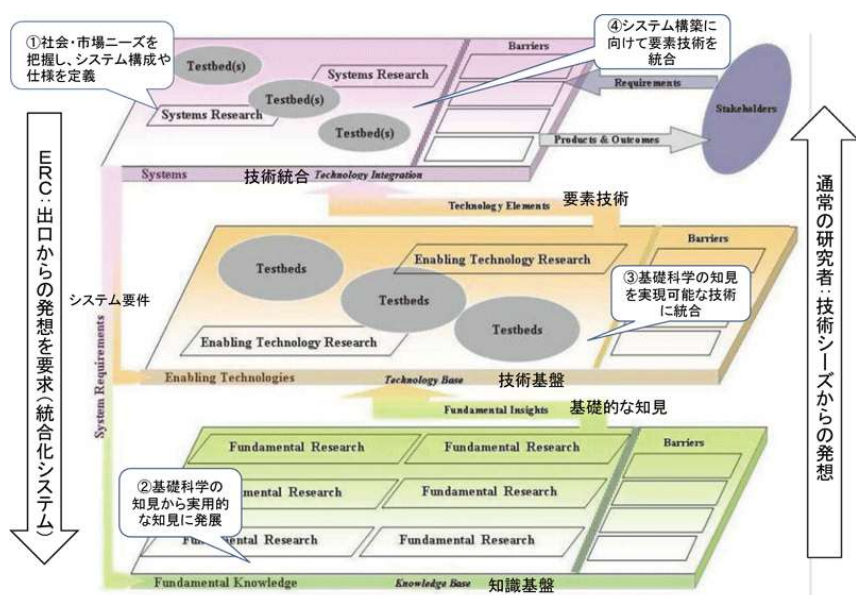 ①社会・市場ニーズを
把握し、システム構成や
仕様を定義
④システム構築に
向けて要素技術を
統合
Barriers
Testbed(s)
Systems Research
Testbed(s)
Systems Research
Testbed(s)
Requirements
Stakeholders
Products & Outcomes
Systems
技術統合
Technology Integration
Technology Elements
要素技術
ERC:出口からの発想を要求(統合化システム)
通常の研究者:技術シーズからの発想
システム要件
System Requirements
Barriers
Testbeds
Enabling Technology Research
Testbeds
Testbeds
③基礎科学の知見
を実現可能な技術
に統合
Enabling Technology Research
Enabling Technologies
Technology Base
技術基盤
Fundamental Insights
基礎的な知見
Barriers
Fundamental Research
Fundamental Research
②基礎科学の
知見から実用的
な知見に発展
damental Research
Fundamental Research
Fundamental Research
Fundamental Research
Fundamental Knowledge
Knowledge Base
知識基盤